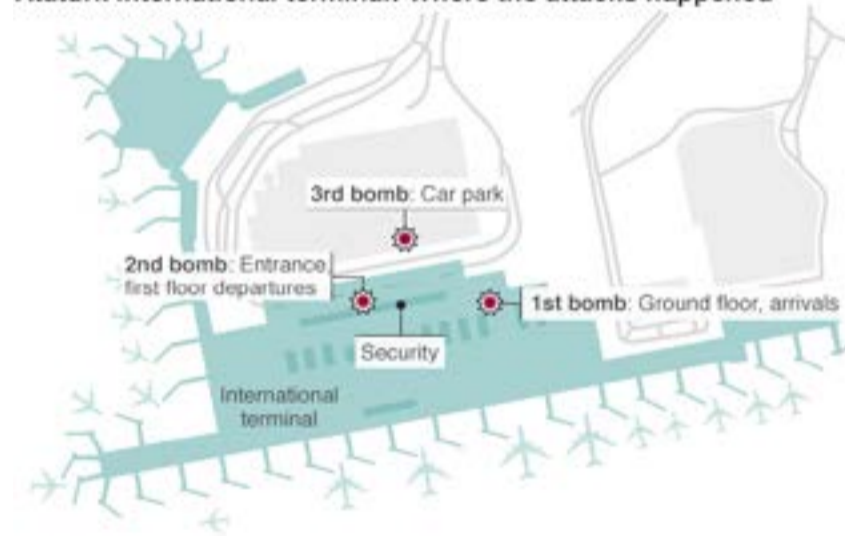 Ataturk International terminal: Where the attacks happened
3rd bomb: Car park
2nd bomb: Entrance,
first floor departures
1st bomb: Ground floor, arrivals
Security
International
terminal